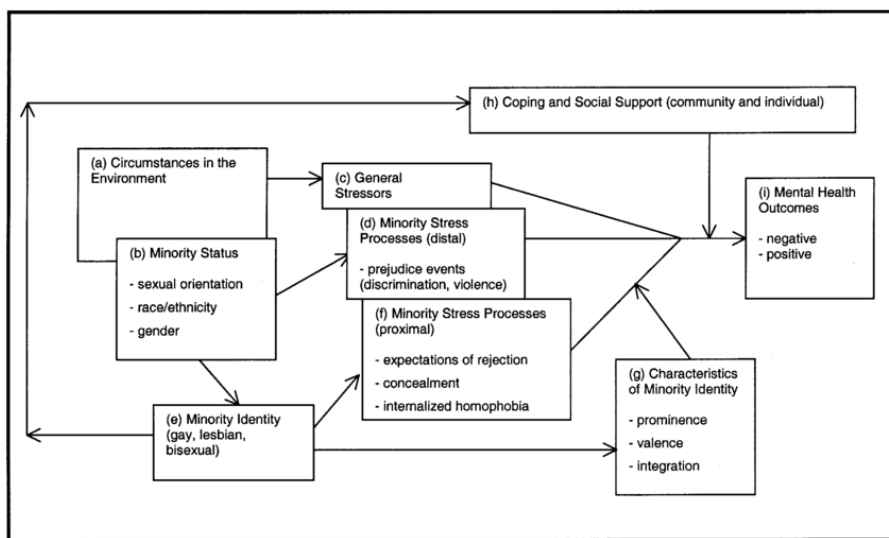 (h) Coping and Social Support (community and individual)
(a) Circumstances in the
Environment
(c) General
Stressors
(i) Mental Health
Outcomes
- negative
- positive
(d) Minority Stress
Processes (distal)
- prejudice events
(discrimination, violence)
(b) Minority Status
- sexual orientation
- race/ethnicity
- gender
(f) Minority Stress Processes
(proximal)
- expectations of rejection
- concealment
- internalized homophobia
(g) Characteristics
of Minority Identity
- prominence
- valence
- integration
(e) Minority Identity
(gay, lesbian,
bisexual)